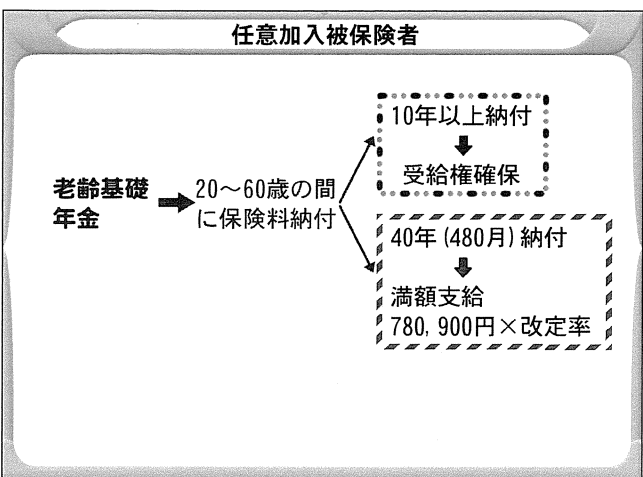 任意加入被保険者
老齢基礎
年金
20～60歳の間
に保険料納付
10年以上納付
受給権確保
40年(480月)納付
満額支給
780,900円×改定率